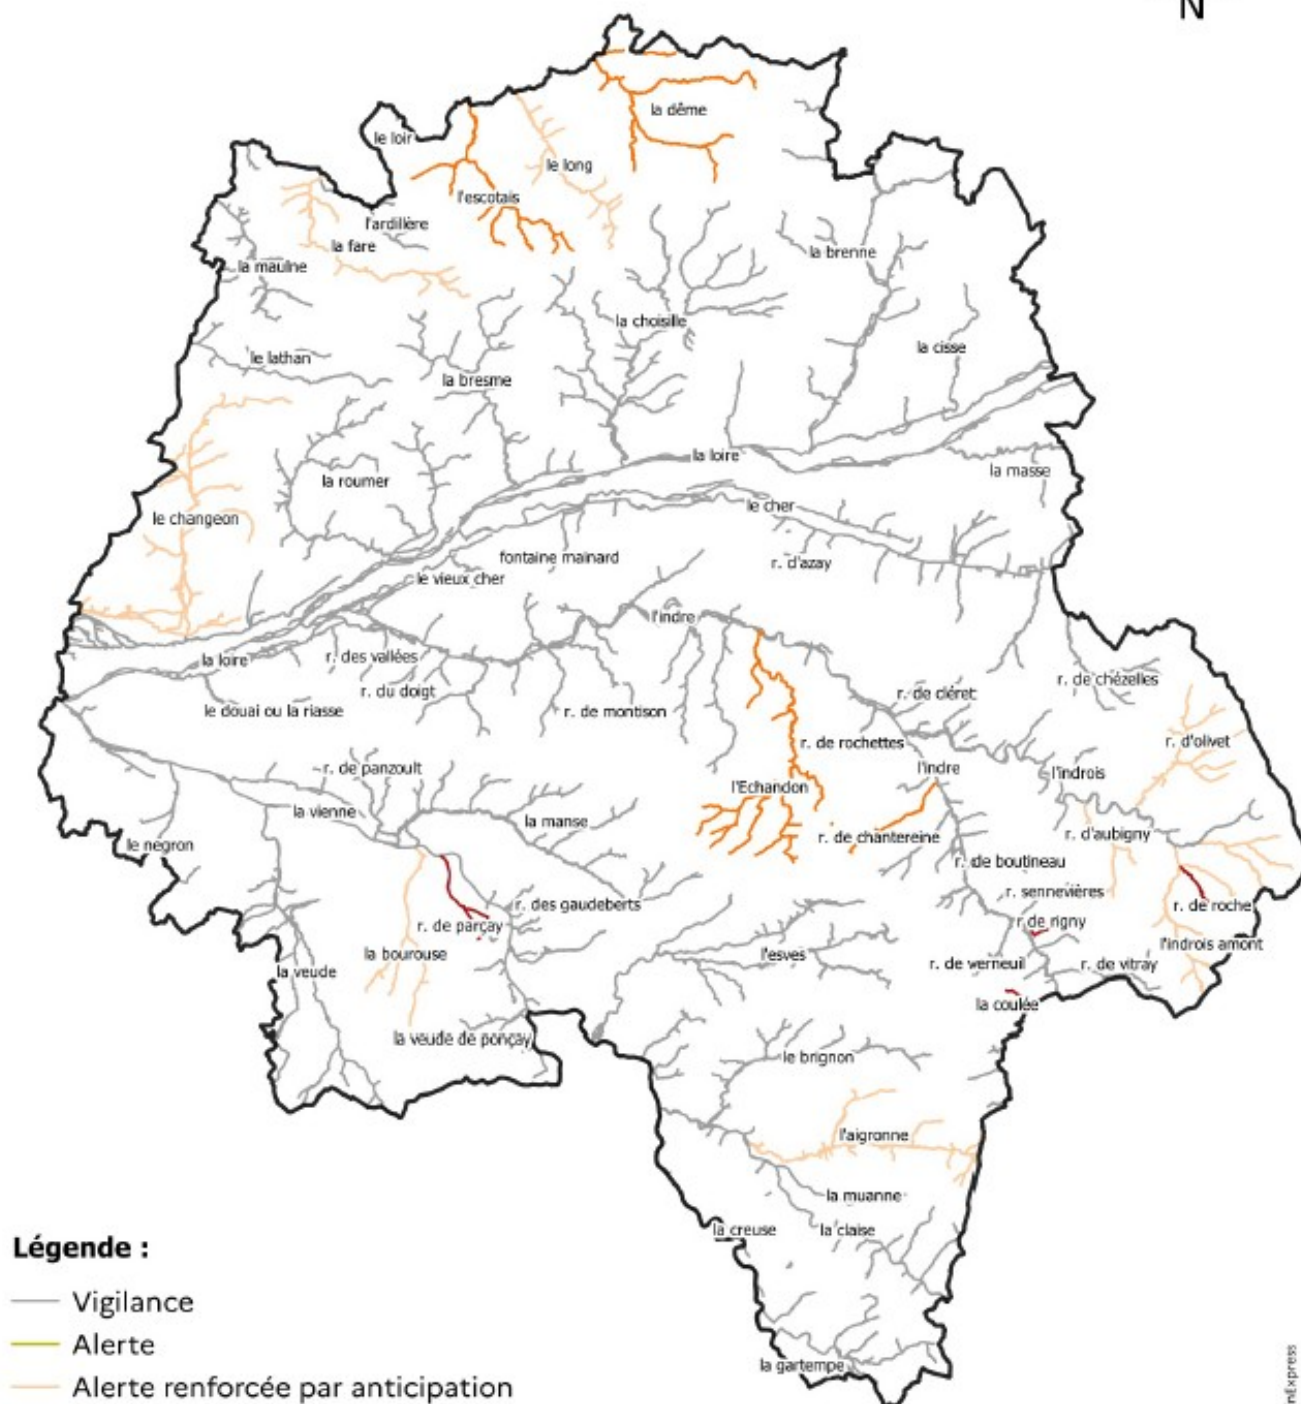 N
la dême
le loir
le long
l'escotais
l'ardillère
la fare
la brenne
la maulne
la choisille
la cisse
le lathan
la bresme
la loire
la masse
la roumer
le cher
le changeon
fontaine mainard
r. d'azay
le vieux cher
l'indre
la loire
r. des vallées
r. de chézelles
r. du doigt
r. de cléret
le douai ou la riasse
r. de montison
r. de rochettes
r. d'olivet
r. de panzoult
l'indre
l'indrois
l'Echandon
la vienne
la manse
r. de chantereine
r. d'aubigny
le negron
r. de boutineau
r. sennevières
r. des gaudeberts
r. de roche
r. de parçay
r de rigny
l'indrois amont
la bourouse
l'esves
r. de verneuil
r. de vitray
la veude
la coulée
la veude de ponçay
le brignon
l'aigronne
la muanne
la creuse
la claise
Légende :
Vigilance
Alerte
la gartempe
Alerte renforcée par anticipation
nExpress